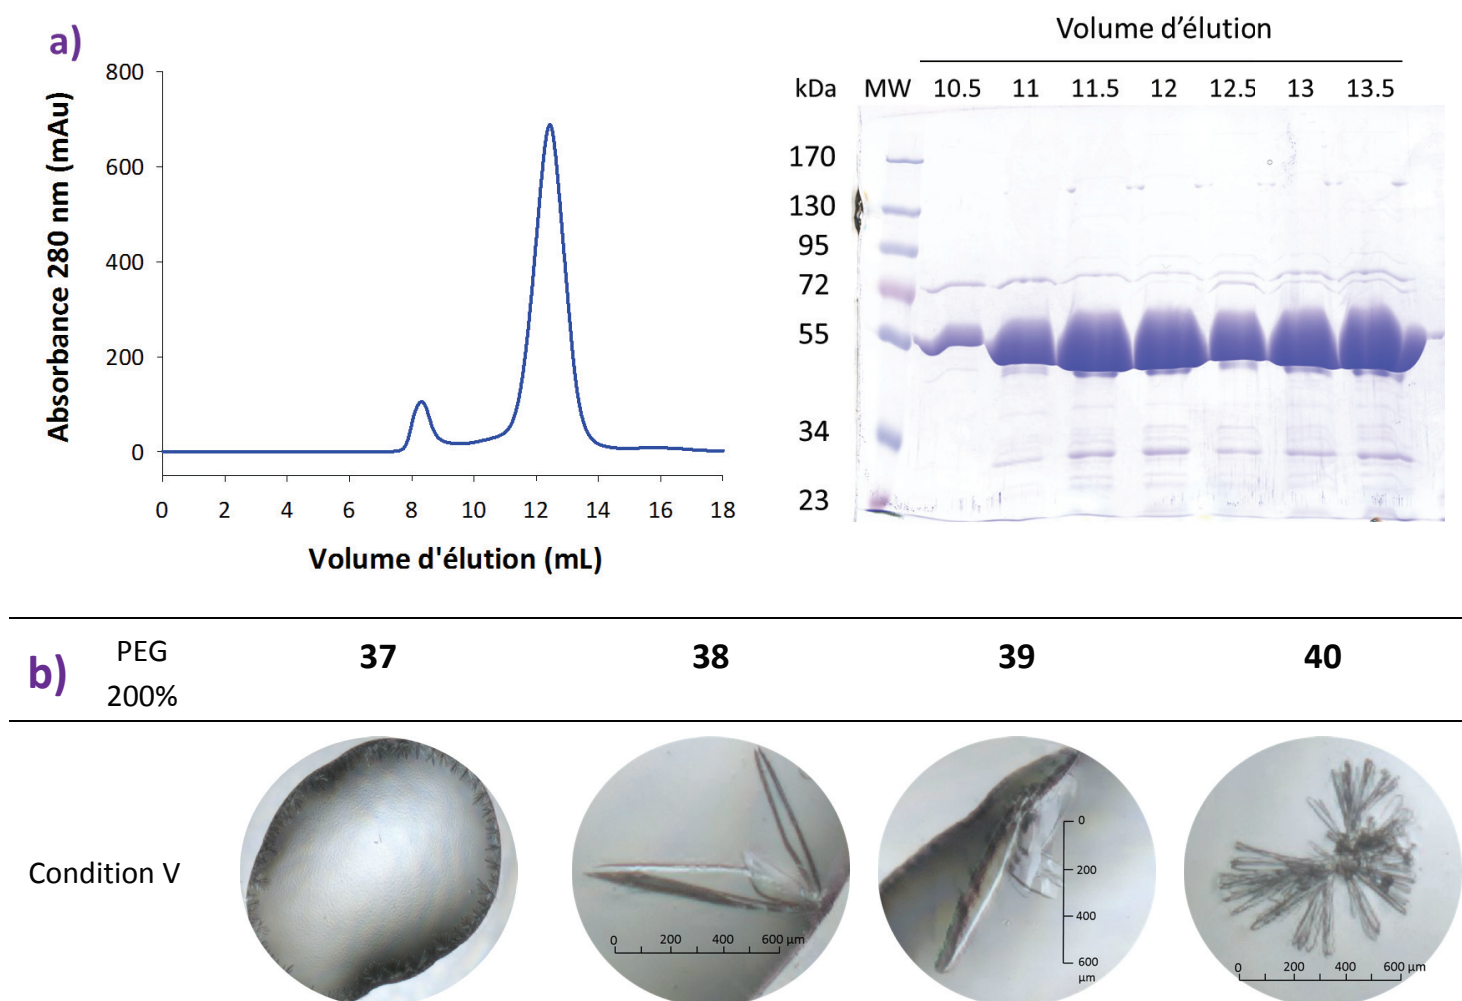 a)
Absorbance 280 nm (mAu)
800
600
400
200
0
0 2 4 6 8 10 12 14 16 18
Volume d'élution (mL)
Volume d’élution
kDa MW 10.5 11 11.5 12 12.5 13 13.5
170
130
95
72
55
34
23
b)
PEG 37 38 39 40
200%
Condition V
0 200 400 600 µm
0
200
400
600
µm
0 200 400 600 µm